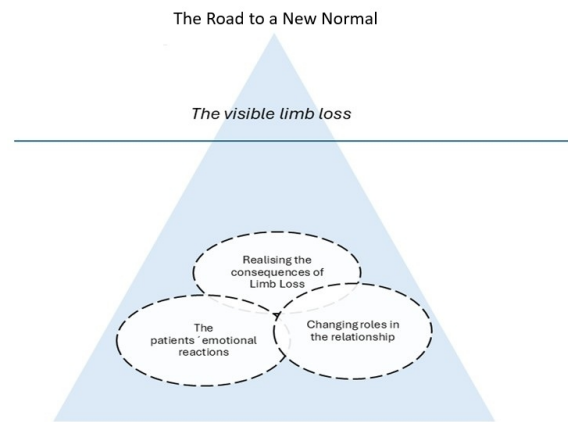 The Road to a New Normal
The visible limb loss
Realising the
consequences of
Limb Loss
The
patients´emotional
reactions
Changing roles in
the relationship